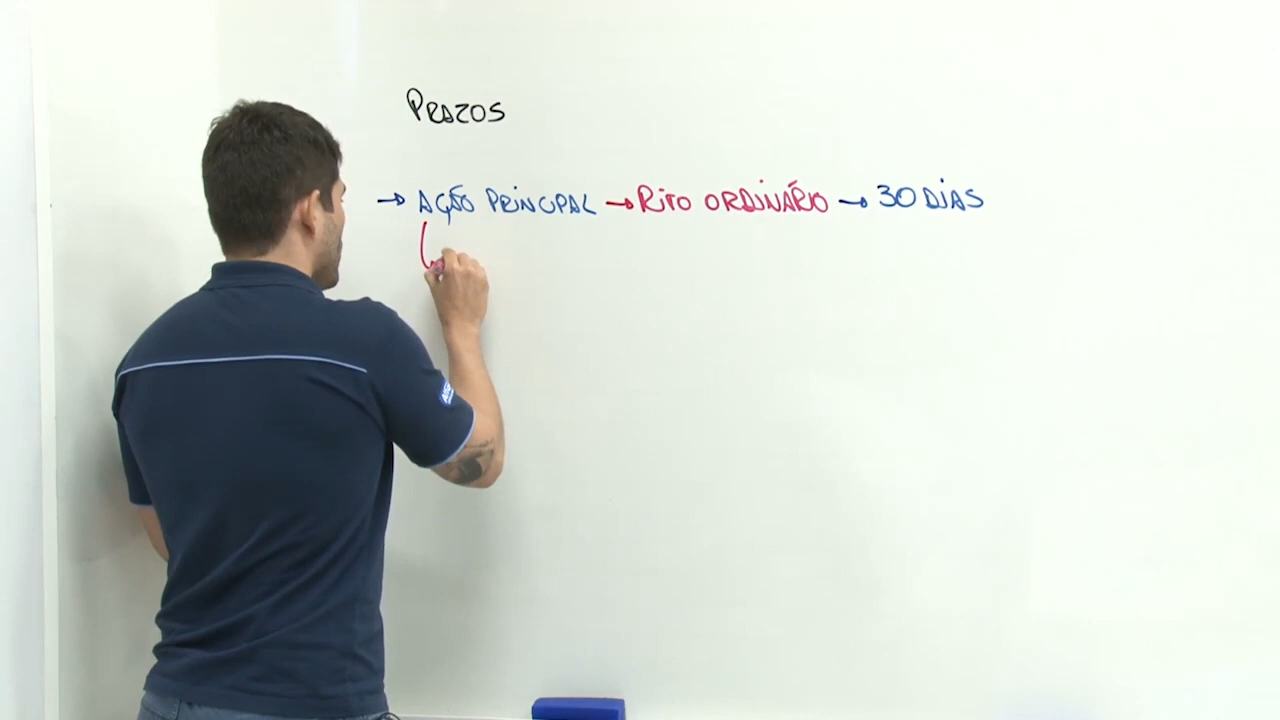 PRAZOS
→ AÇÃO PRINCIPAL → RITO ORDINÁRIO → 30 DIAS